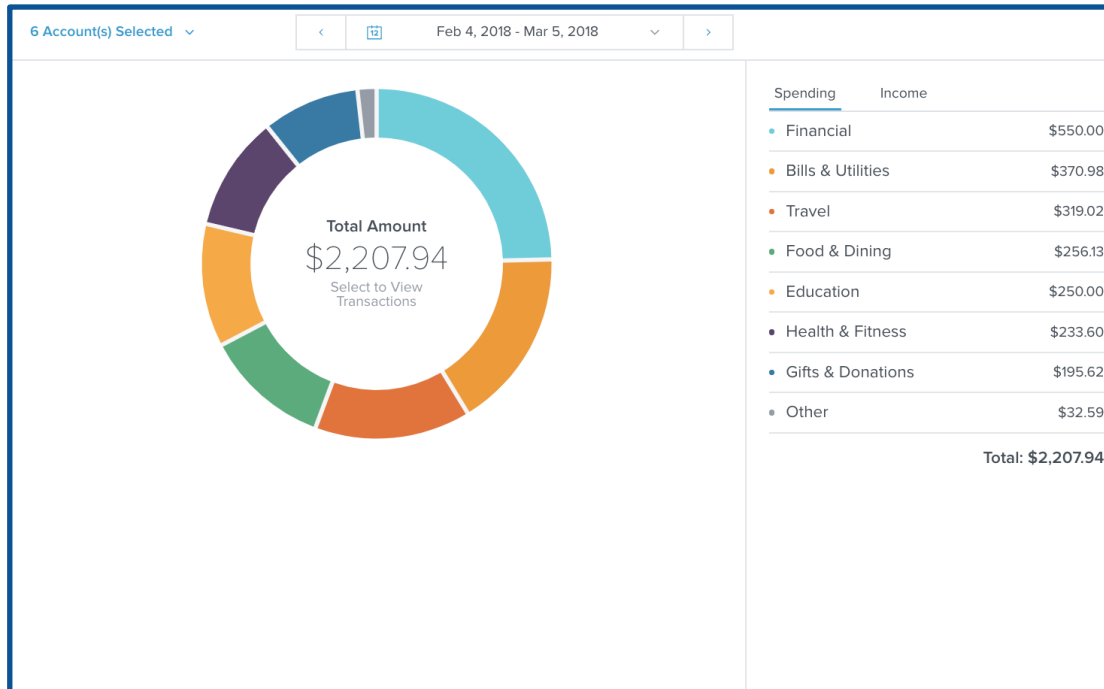 6 Account(s) Selected
12
Feb 4, 2018 - Mar 5, 2018
Total Amount
$2,207.94
Select to View
Transactions
Spending Income
Financial $550.00
Bills & Utilities $370.98
Travel $319.02
Food & Dining $256.13
Education $250.00
Health & Fitness $233.60
Gifts & Donations $195.62
Other $32.59
Total: $2,207.94